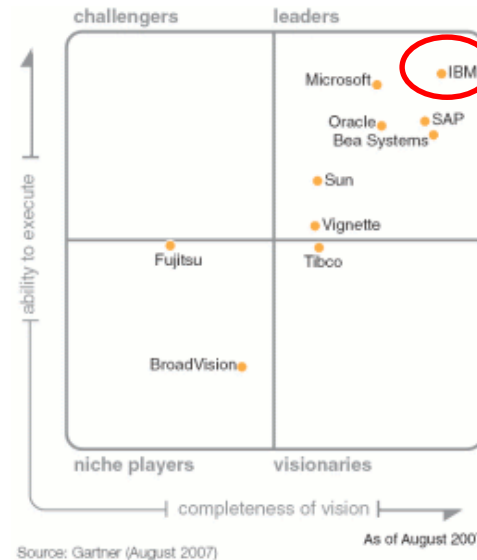 challengers leaders
IBM
Microsoft
Oracle SAP
Bea Systems
Sun
Vignette
Fujitsu Tibco
BroadVision
ability to execute
niche players visionaries
completeness of vision
As of August 2007
Source: Gartner (August 2007)